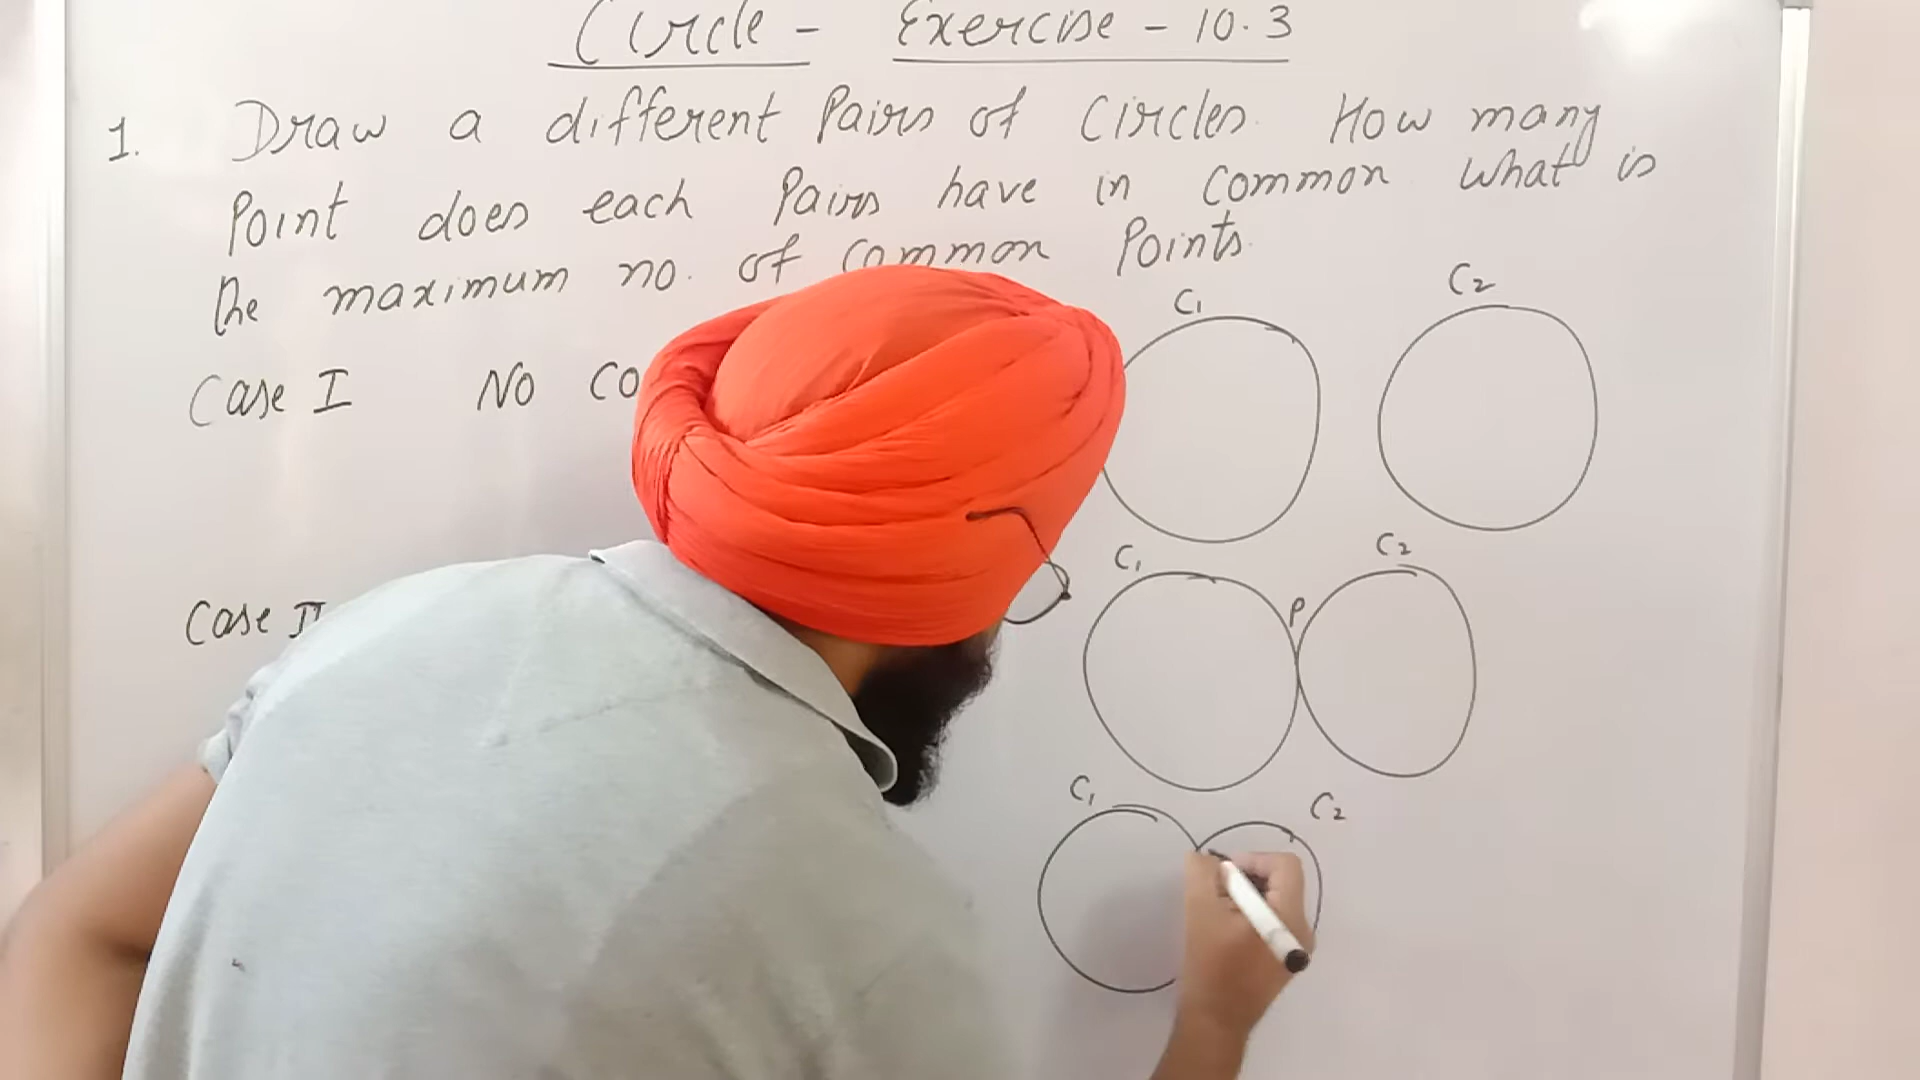 Circle - Exercise - 10.3
1. Draw a different Pairs of Circles. How many
Point does each Pairs have in common what is
the maximum no. of common Points.
C1 C2
Case I NO CO
C1 C2
P
Case II
C1 C2